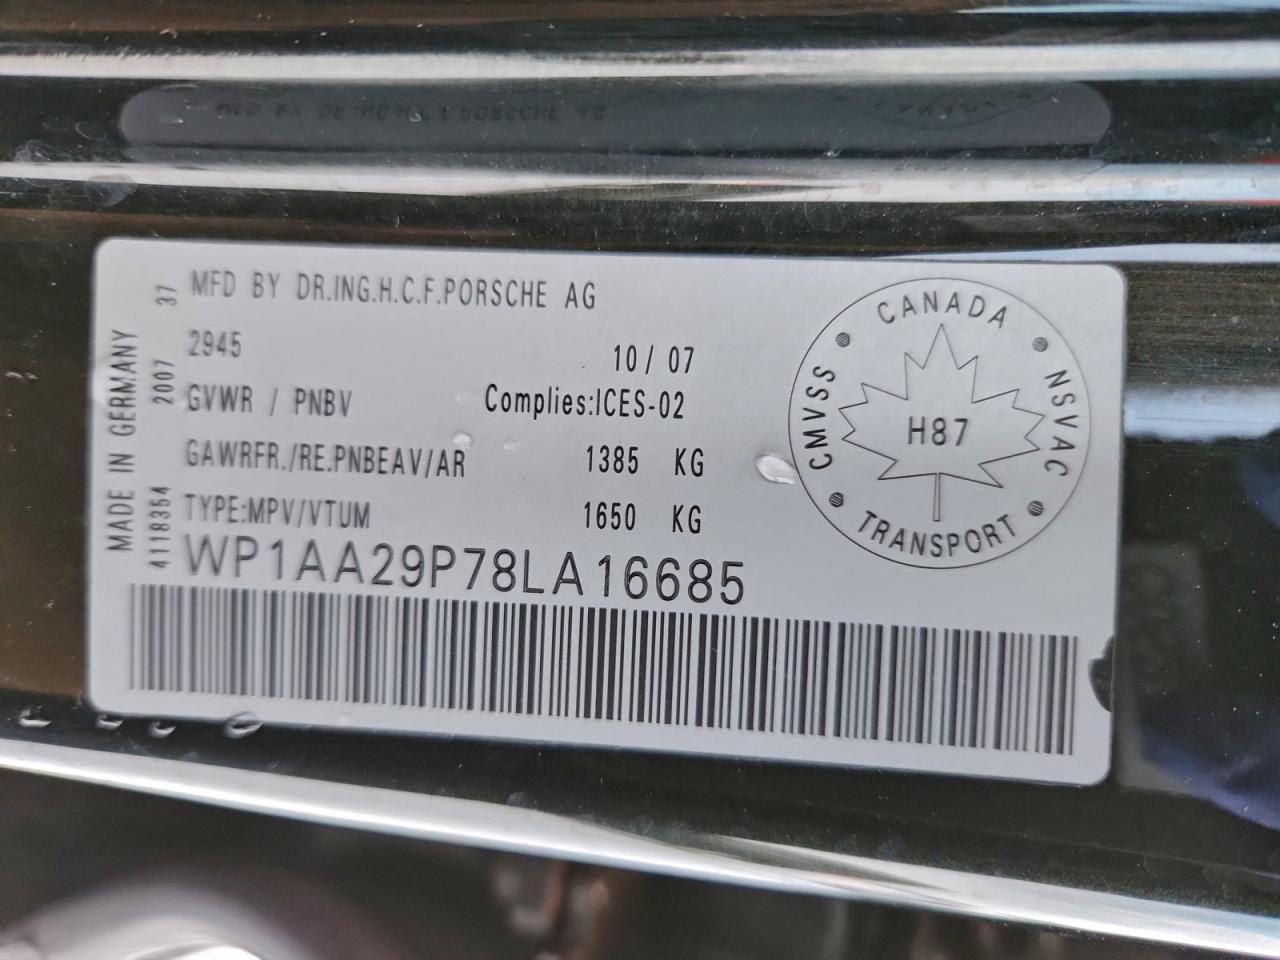 MFD BY DR.ING.H.C.F.PORSCHE AG
2945
10/ 07
GVWR / PNBV
Complies:ICES-02
GAWRFR./RE.PNBEAV/AR
1385 KG
TYPE:MPV/VTUM
1650 KG
WP1AA29P78LA16685
MADE IN GERMANY
4118354 2007 37
CANADA
CMVSS
NSVAC
H87
TRANSPORT